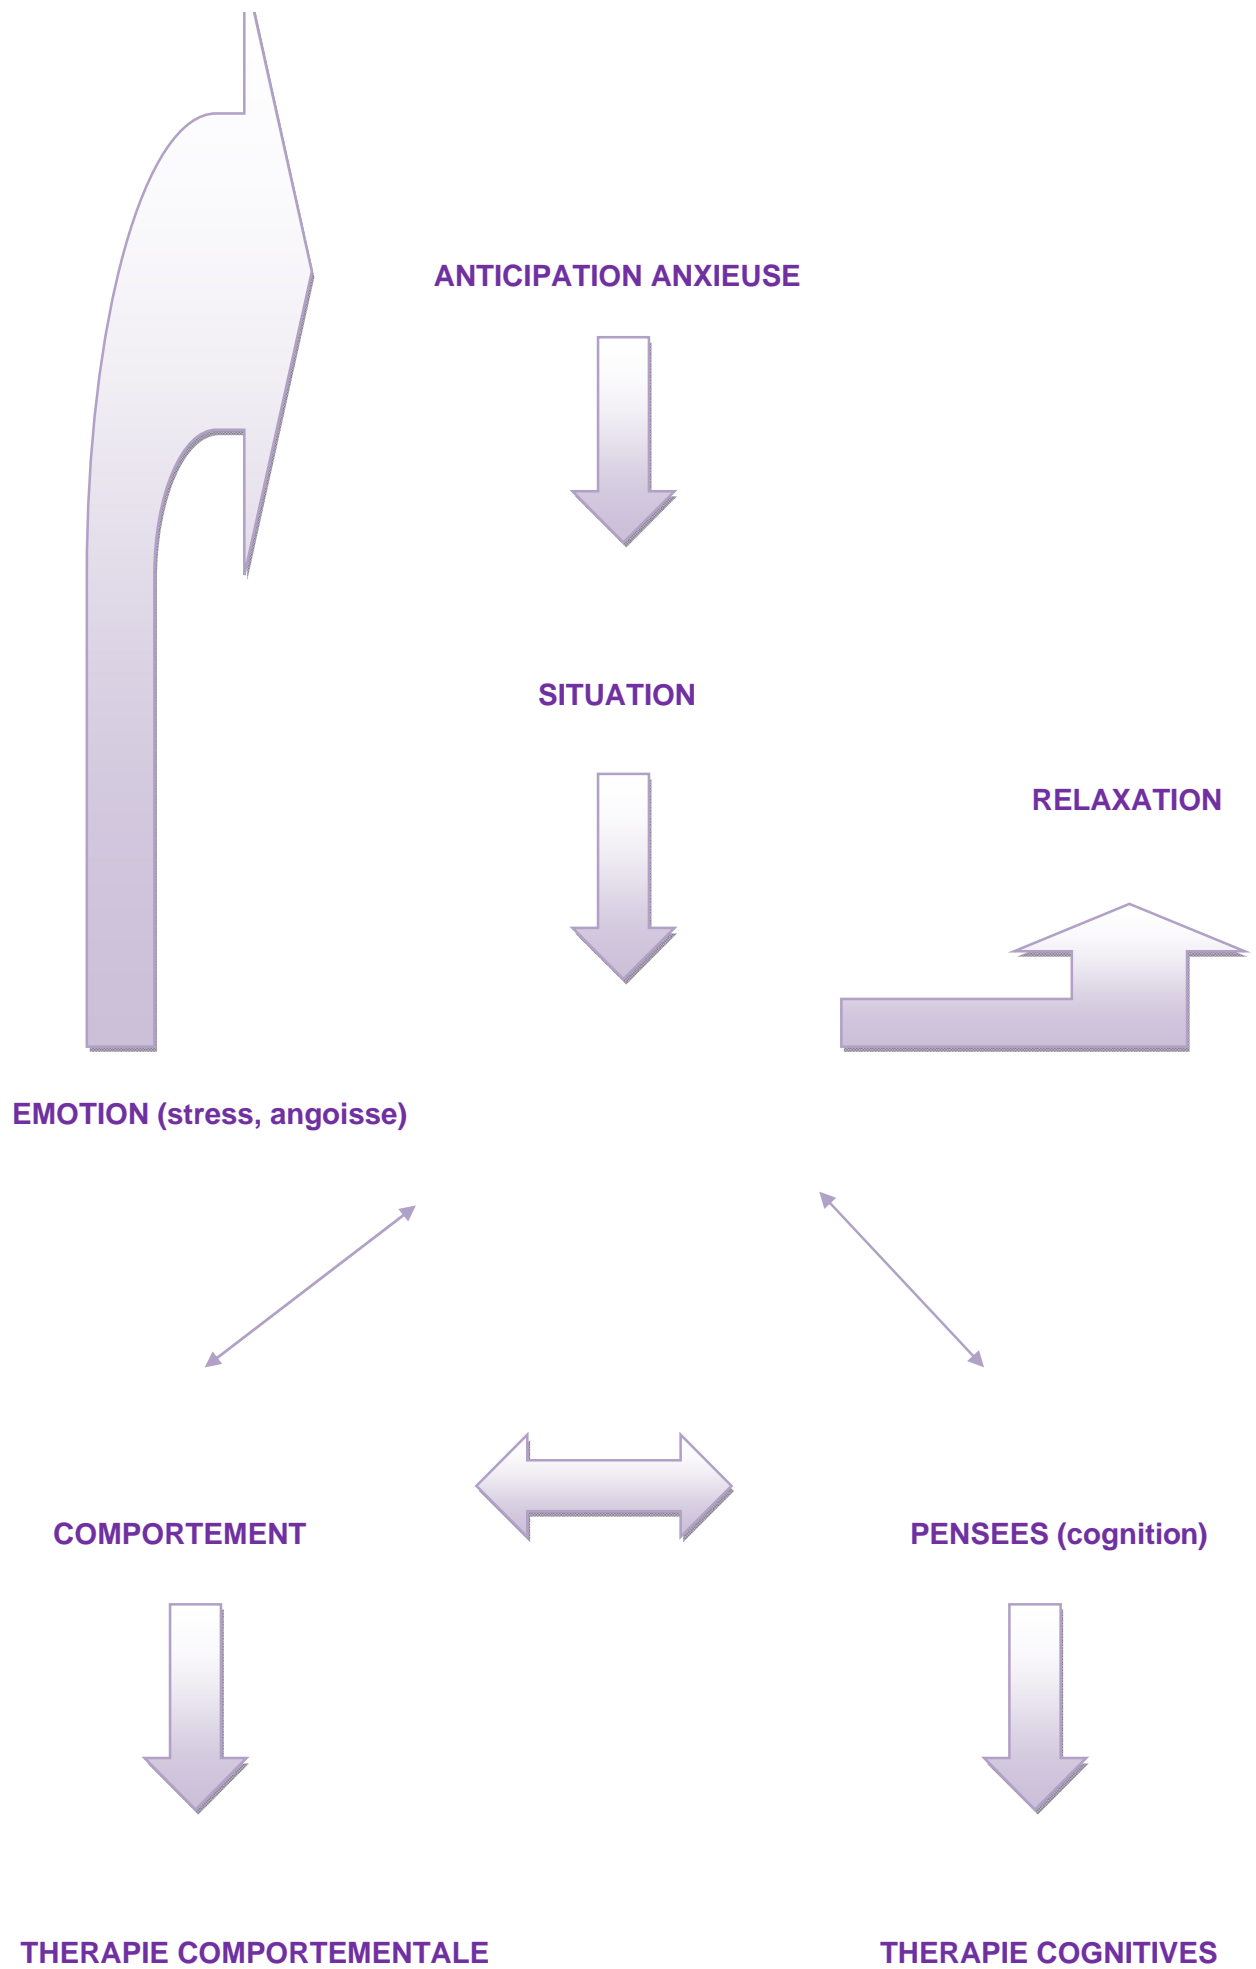 ANTICIPATION ANXIEUSE
SITUATION
RELAXATION
EMOTION (stress, angoisse)
COMPORTEMENT
PENSEES (cognition)
THERAPIE COMPORTEMENTALE
THERAPIE COGNITIVES